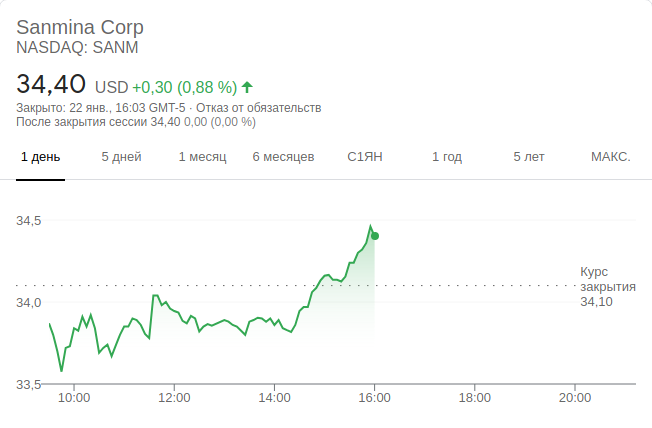 Sanmina Corp
NASDAQ: SANM
34,40 USD +0,30 (0,88 %)
Закрыто: 22 янв., 16:03 GMT-5 · Отказ от обязательств
После закрытия сессии 34,40 0,00 (0,00 %)
1 день 5 дней 1 месяц 6 месяцев С1ЯН 1 год 5 лет МАКС.
34,5
Курс
закрытия
34,10
34,0
33,5
10:00 12:00 14:00 16:00 18:00 20:00